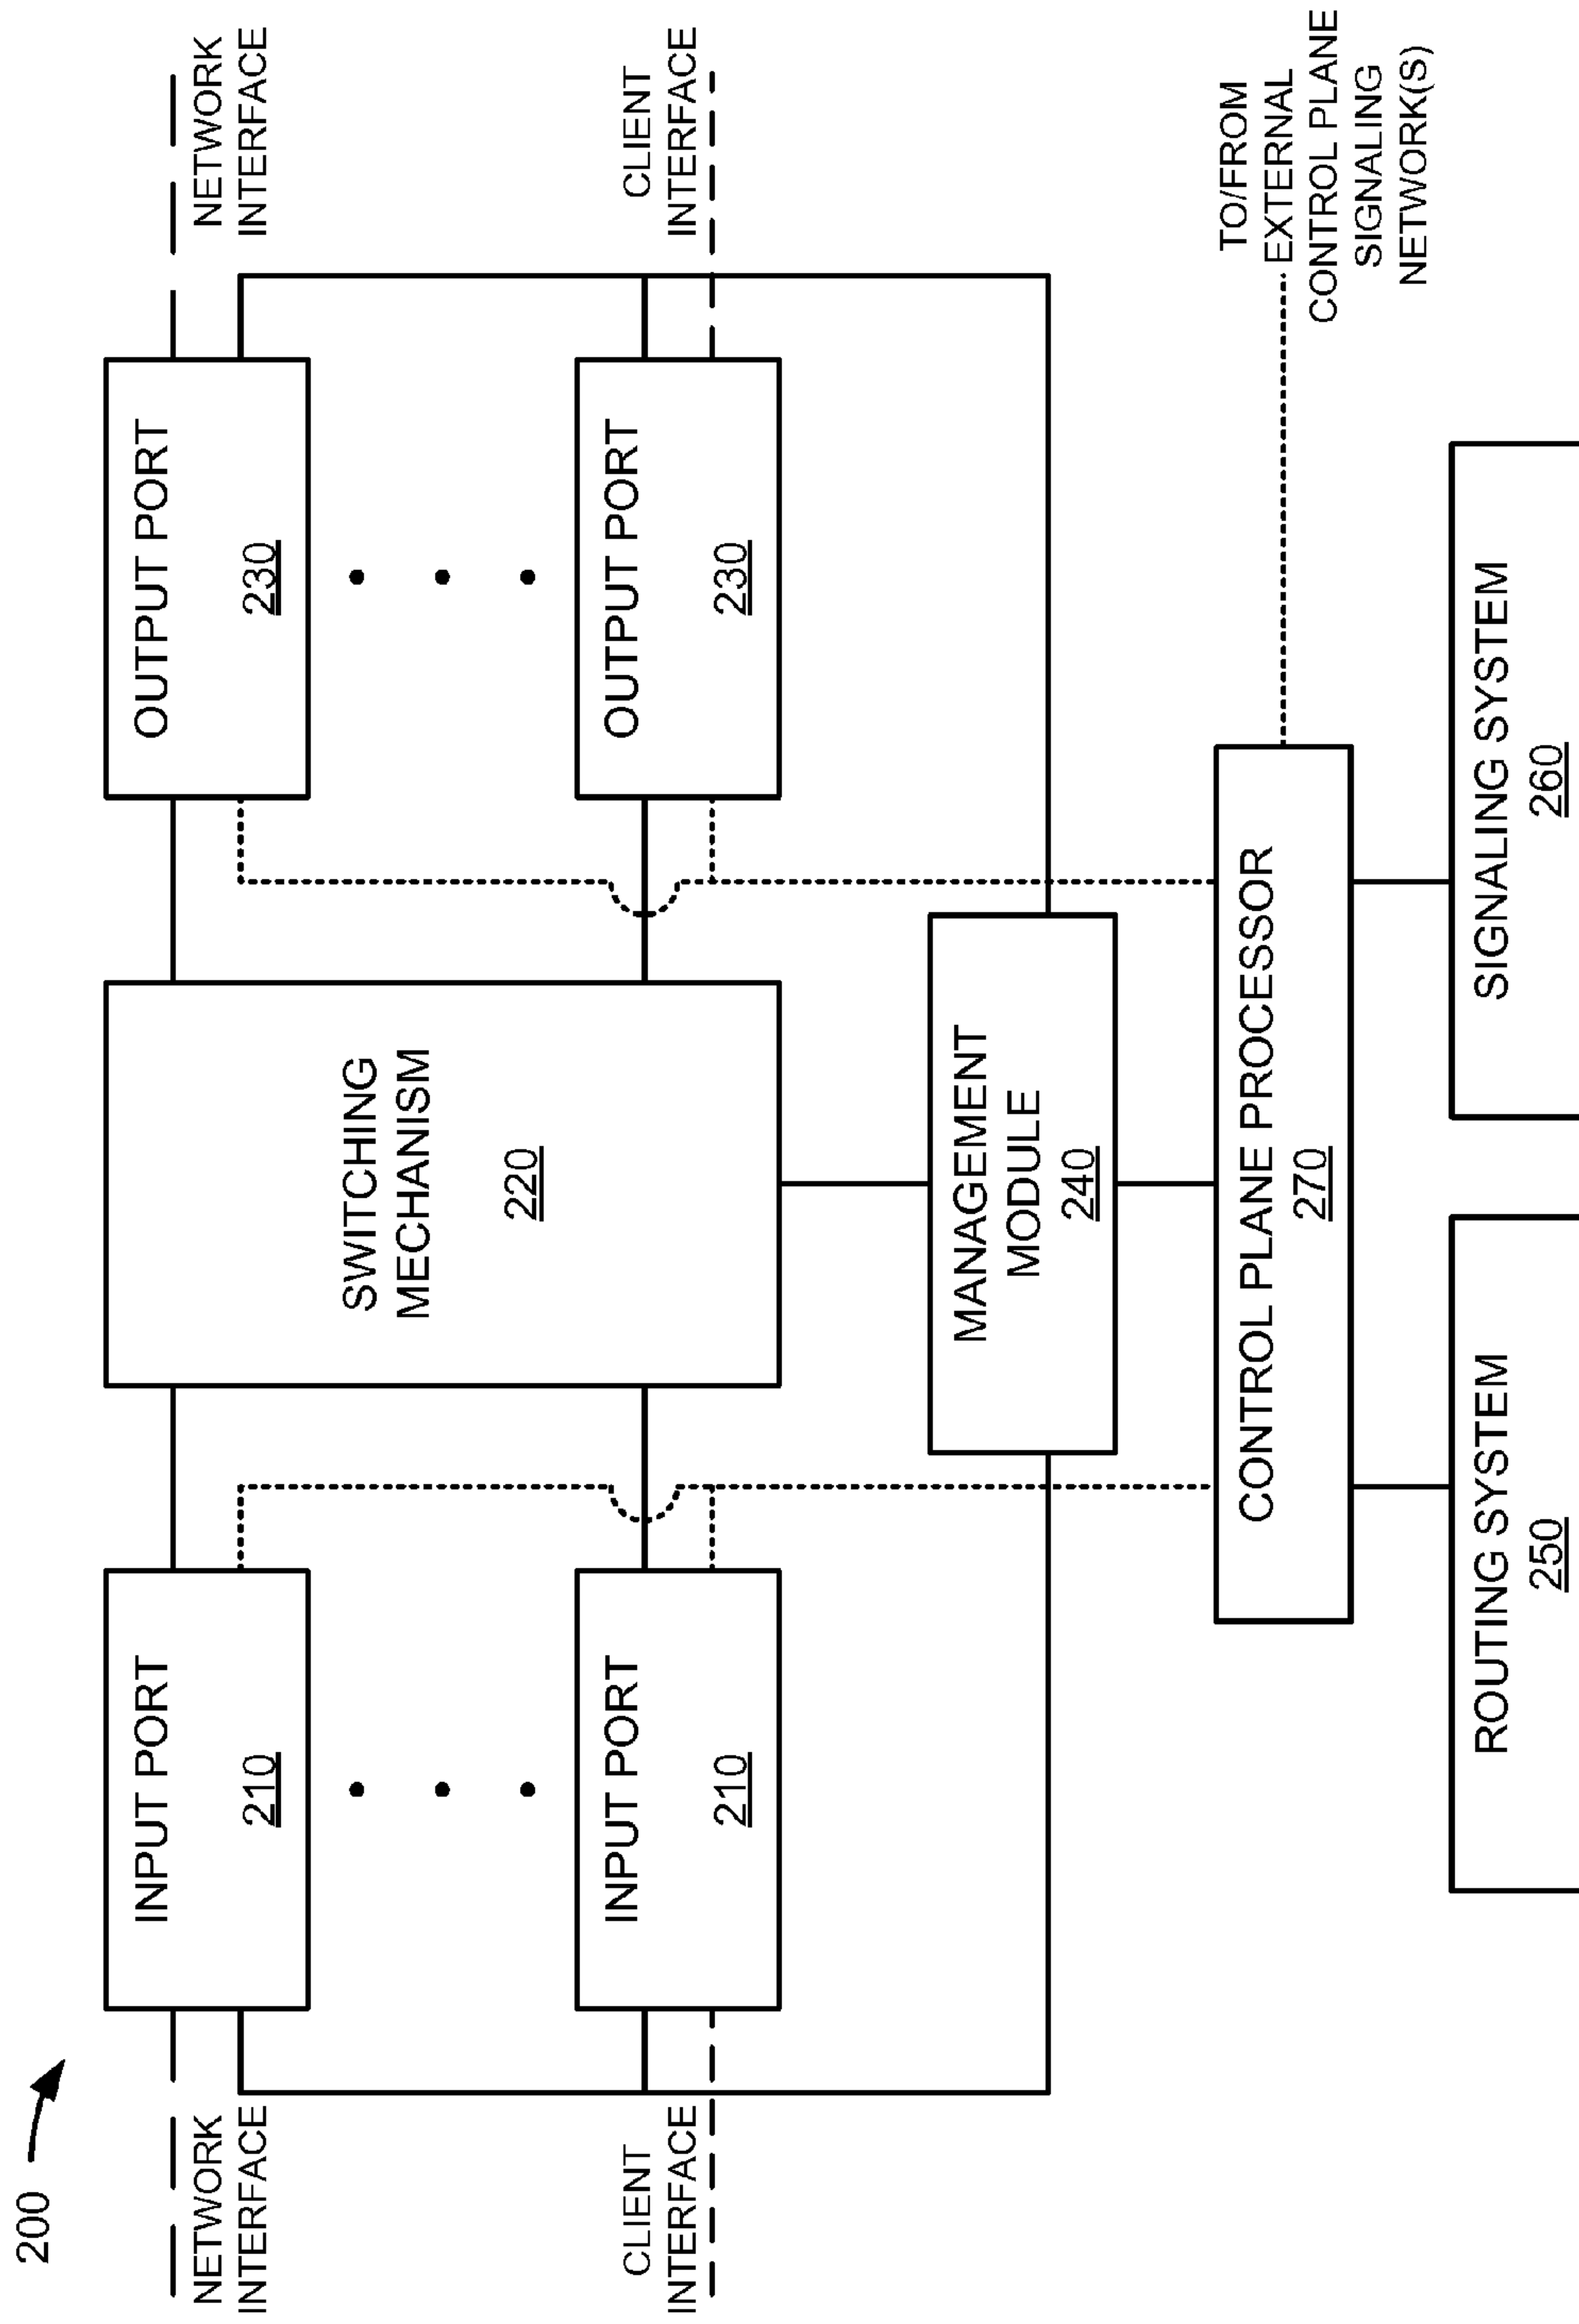 200
NETWORK
INTERFACE
INPUT PORT
210
SWITCHING
MECHANISM
220
OUTPUT PORT
230
NETWORK
INTERFACE
CLIENT
INTERFACE
INPUT PORT
210
OUTPUT PORT
230
CLIENT
INTERFACE
MANAGEMENT
MODULE
240
CONTROL PLANE PROCESSOR
270
TO/FROM
EXTERNAL
CONTROL PLANE
SIGNALING
NETWORK(S)
ROUTING SYSTEM
250
SIGNALING SYSTEM
260